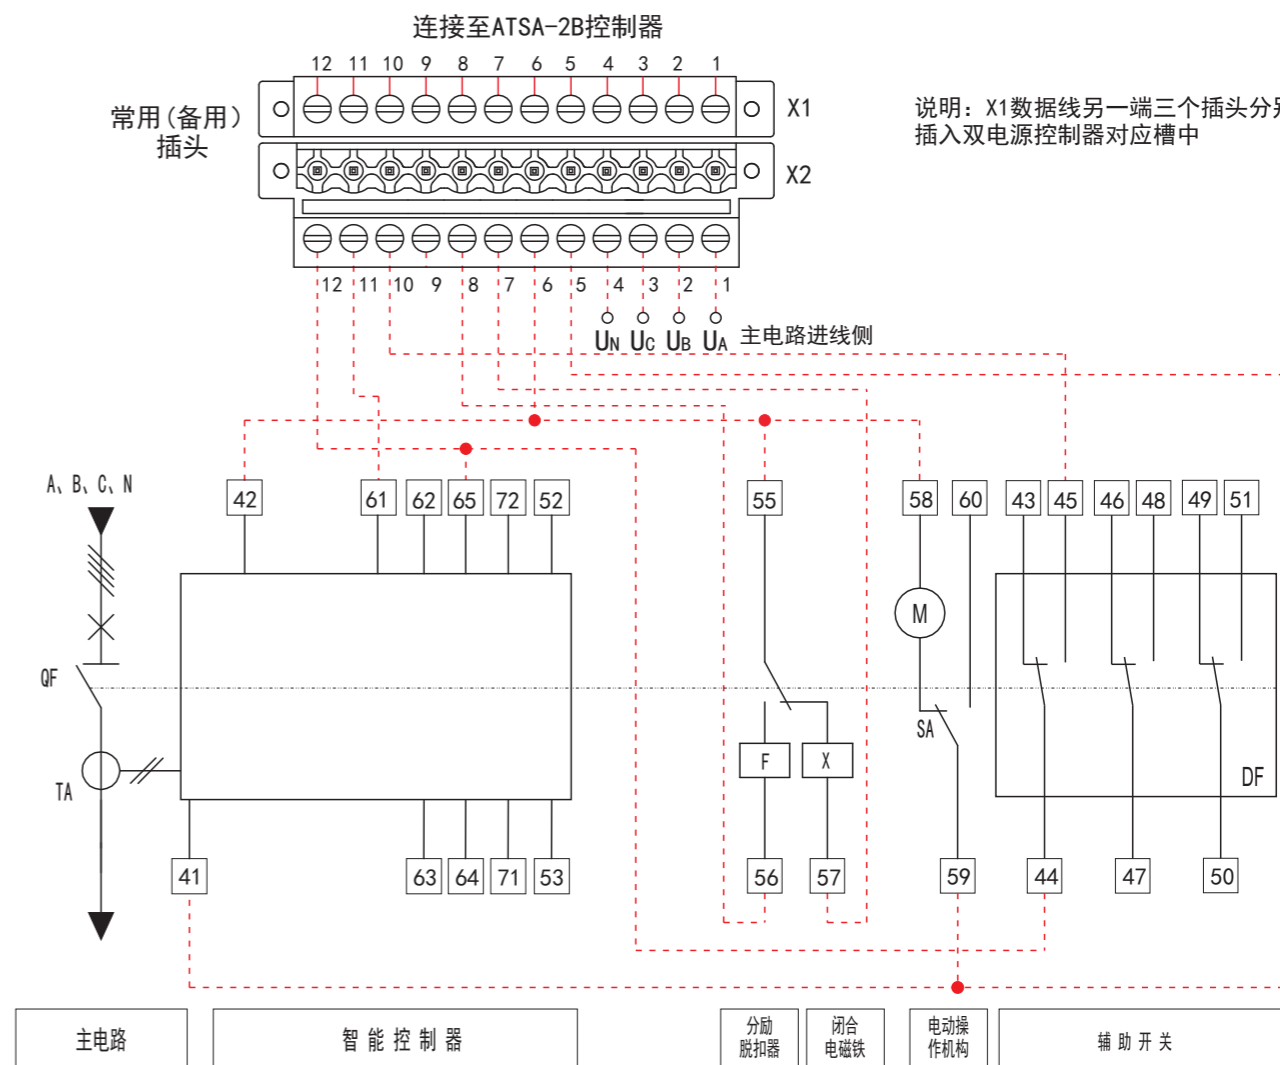 连接至ATSA-2B控制器
12 11 10 9 8 7 6 5 4 3 2 1
X1
常用(备用)
插头
说明: X1数据线另一端三个插头分别
插入双电源控制器对应槽中
X2
12 11 10 9 8 7 6 5 4 3 2 1
UN UC UB UA 主电路进线侧
A、B、C、N
42 61 62 65 72 52 55 58 60 43 45 46 48 49 51
M
QF
SA
F X
TA
DF
41 63 64 71 53 56 57 59 44 47 50
主电路
智能控制器
分励
脱扣器
闭合
电磁铁
电动操
作机构
辅助开关